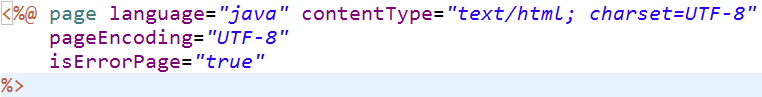 <%@ page language="java" contentType="text/html; charset=UTF-8"
pageEncoding="UTF-8"
isErrorPage="true"
%>